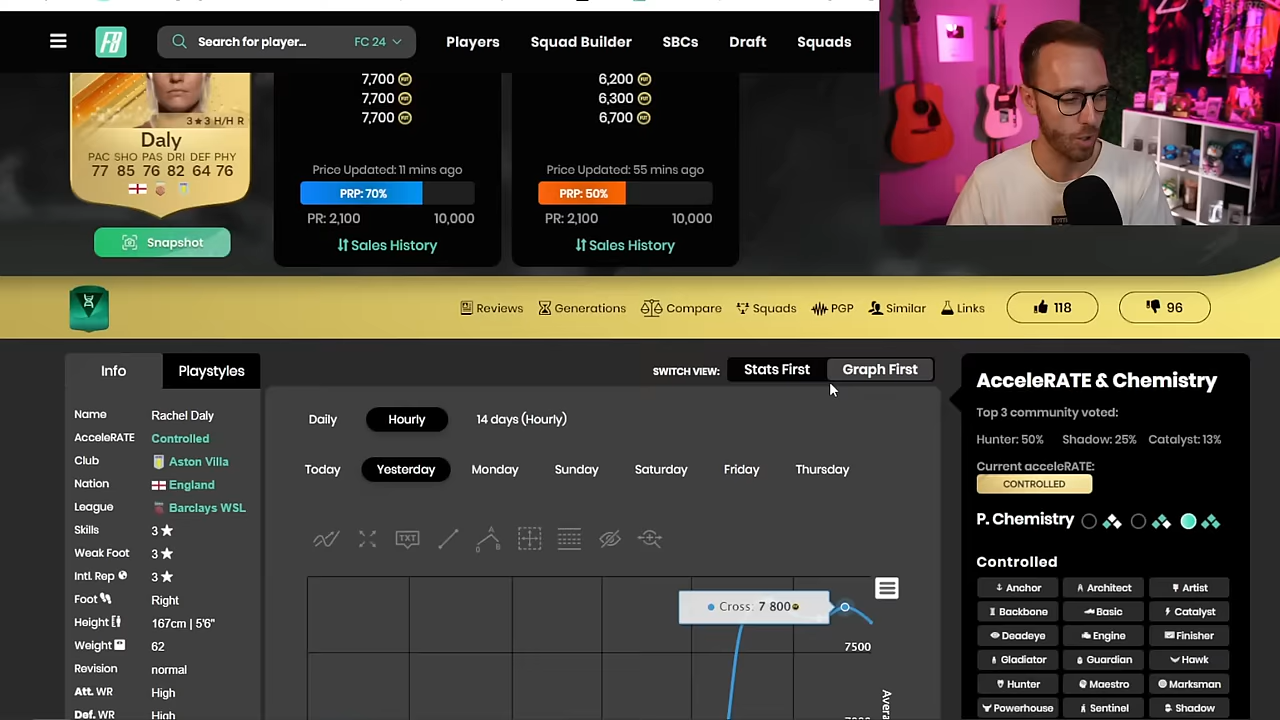 FB
Search for player...
FC 24
Players
Squad Builder
SBCs
Draft
Squads
3★3 H/H R
Daly
PAC SHO PAS DRI DEF PHY
77 85 76 82 64 76
Snapshot
7,700
7,700
7,700
Price Updated: 11 mins ago
PRP: 70%
PR: 2,100
10,000
Sales History
6,200
6,300
6,700
Price Updated: 55 mins ago
PRP: 50%
PR: 2,100
10,000
Sales History
Reviews
Generations
Compare
Squads
PGP
Similar
Links
118
96
Info
Playstyles
Name Rachel Daly
AcceleRATE Controlled
Club Aston Villa
Nation England
League Barclays WSL
Skills 3★
Weak Foot 3★
Intl. Rep 3★
Foot Right
Height 167cm | 5'6"
Weight 62
Revision normal
Att. WR High
Def. WR High
SWITCH VIEW:
Stats First
Graph First
Daily
Hourly
14 days (Hourly)
Today
Yesterday
Monday
Sunday
Saturday
Friday
Thursday
TXT
Cross: 7 800
7500
AcceleRATE & Chemistry
Top 3 community voted:
Hunter: 50% Shadow: 25% Catalyst: 13%
Current acceleRATE:
CONTROLLED
P. Chemistry
Controlled
Anchor
Architect
Artist
Backbone
Basic
Catalyst
Deadeye
Engine
Finisher
Gladiator
Guardian
Hawk
Hunter
Maestro
Marksman
Powerhouse
Sentinel
Shadow